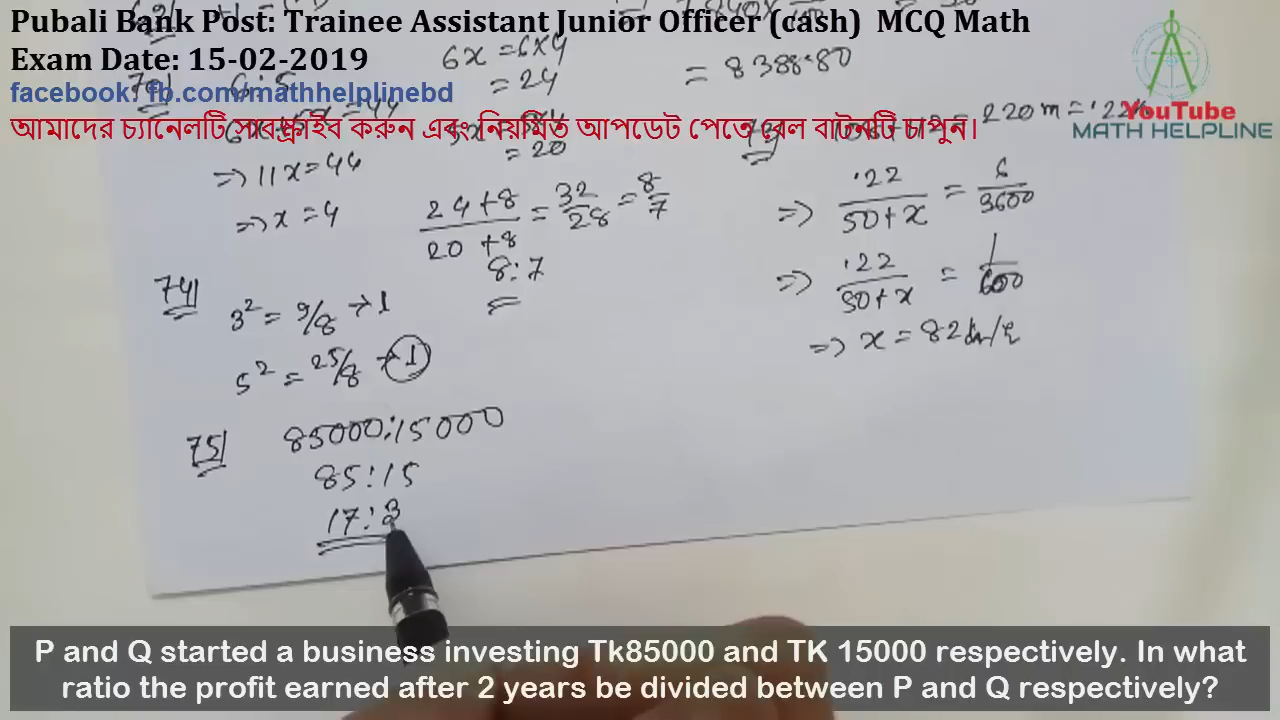 Pubali Bank Post: Trainee Assistant Junior Officer (cash) MCQ Math
Exam Date: 15-02-2019
facebook: fb.com/mathhelplinebd
আমাদের চ্যানেলটি সাবস্ক্রাইব করুন এবং নিয়মিত আপডেট পেতে বেল বাটনটি চাপুন।
YouTube
MATH HELPLINE
6x = 6x4
= 24
= 20
=> 11x = 44
=> x = 4
24+8/20+8 = 32/28 = 8/7
8:7
= 8388.80
220m = .22
=> .22/50+x = 6/3600
=> .22/50+x = 1/600
=> x = 82
74|
3² = 9/8 → 1
5² = 25/8 → 1
75|
85000:15000
85:15
17:3
P and Q started a business investing Tk85000 and TK 15000 respectively. In what
ratio the profit earned after 2 years be divided between P and Q respectively?